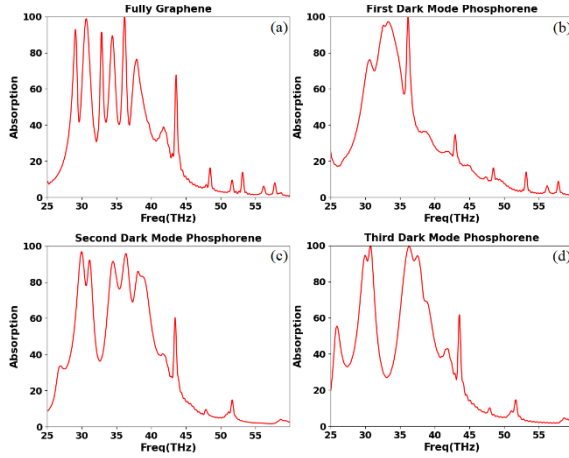 Fully Graphene
(a)
100
80
60
40
20
0
Absorption
25 30 35 40 45 50 55
Freq(THz)
First Dark Mode Phosphorene
(b)
100
80
60
40
20
0
Absorption
25 30 35 40 45 50 55
Freq(THz)
Second Dark Mode Phosphorene
(c)
100
80
60
40
20
0
Absorption
25 30 35 40 45 50 55
Freq(THz)
Third Dark Mode Phosphorene
(d)
100
80
60
40
20
0
Absorption
25 30 35 40 45 50 55
Freq(THz)